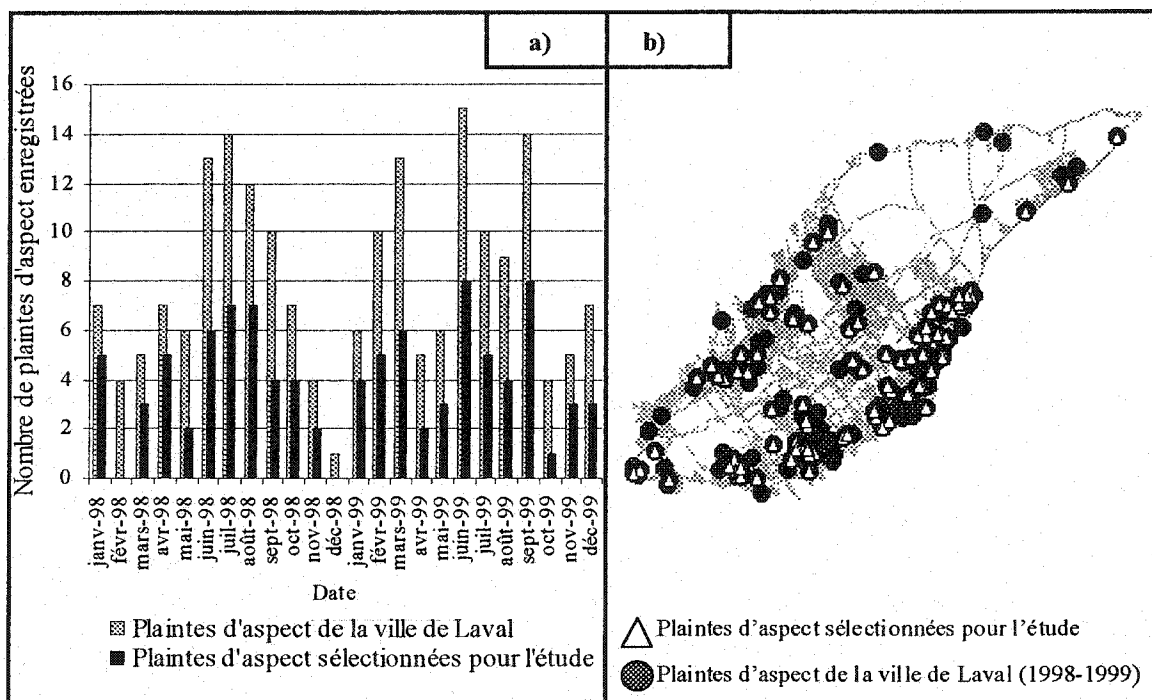 a)
b)
Nombre de plaintes d'aspect enregistrées
16
14
12
10
8
6
4
2
0
janv-98
févr-98
mars-98
avr-98
mai-98
juin-98
juil-98
août-98
sept-98
oct-98
nov-98
déc-98
janv-99
févr-99
mars-99
avr-99
mai-99
juin-99
juil-99
août-99
sept-99
oct-99
nov-99
déc-99
Date
Plaintes d'aspect de la ville de Laval
Plaintes d'aspect sélectionnées pour l'étude
Plaintes d'aspect sélectionnées pour l'étude
Plaintes d'aspect de la ville de Laval (1998-1999)